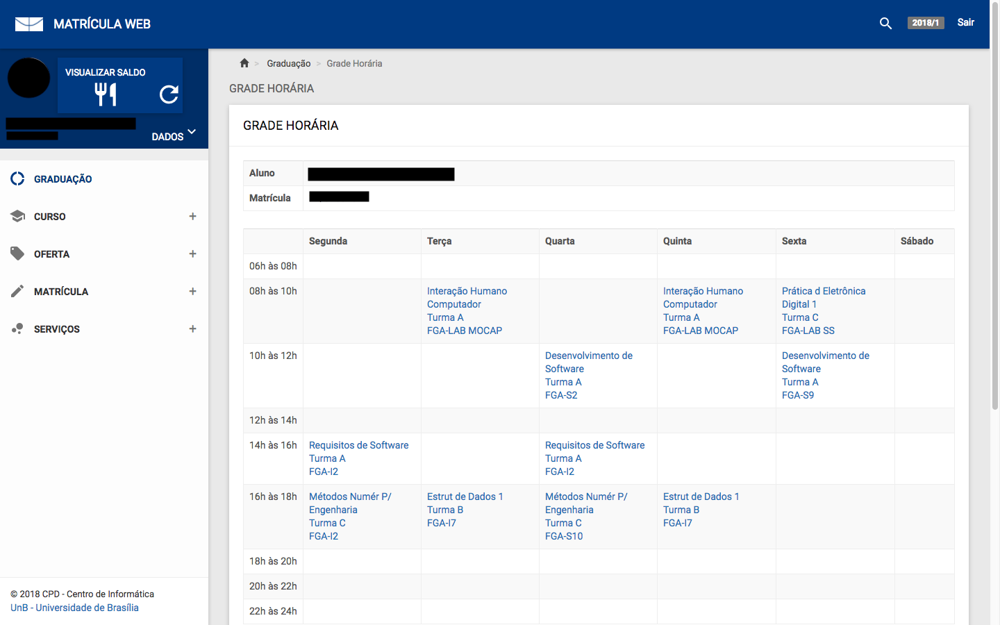 MATRÍCULA WEB
2018/1
Sair
VISUALIZAR SALDO
DADOS
GRADUAÇÃO
CURSO +
OFERTA +
MATRÍCULA +
SERVIÇOS +
© 2018 CPD - Centro de Informática
UnB - Universidade de Brasília
> Graduação > Grade Horária
GRADE HORÁRIA
GRADE HORÁRIA
Aluno
Matrícula
Segunda Terça Quarta Quinta Sexta Sábado
06h às 08h
08h às 10h
Interação Humano
Computador
Turma A
FGA-LAB MOCAP
Interação Humano
Computador
Turma A
FGA-LAB MOCAP
Prática d Eletrônica
Digital 1
Turma C
FGA-LAB SS
10h às 12h
Desenvolvimento de
Software
Turma A
FGA-S2
Desenvolvimento de
Software
Turma A
FGA-S9
12h às 14h
14h às 16h
Requisitos de Software
Turma A
FGA-I2
Requisitos de Software
Turma A
FGA-I2
16h às 18h
Métodos Numér P/
Engenharia
Turma C
FGA-I2
Estrut de Dados 1
Turma B
FGA-I7
Métodos Numér P/
Engenharia
Turma C
FGA-S10
Estrut de Dados 1
Turma B
FGA-I7
18h às 20h
20h às 22h
22h às 24h